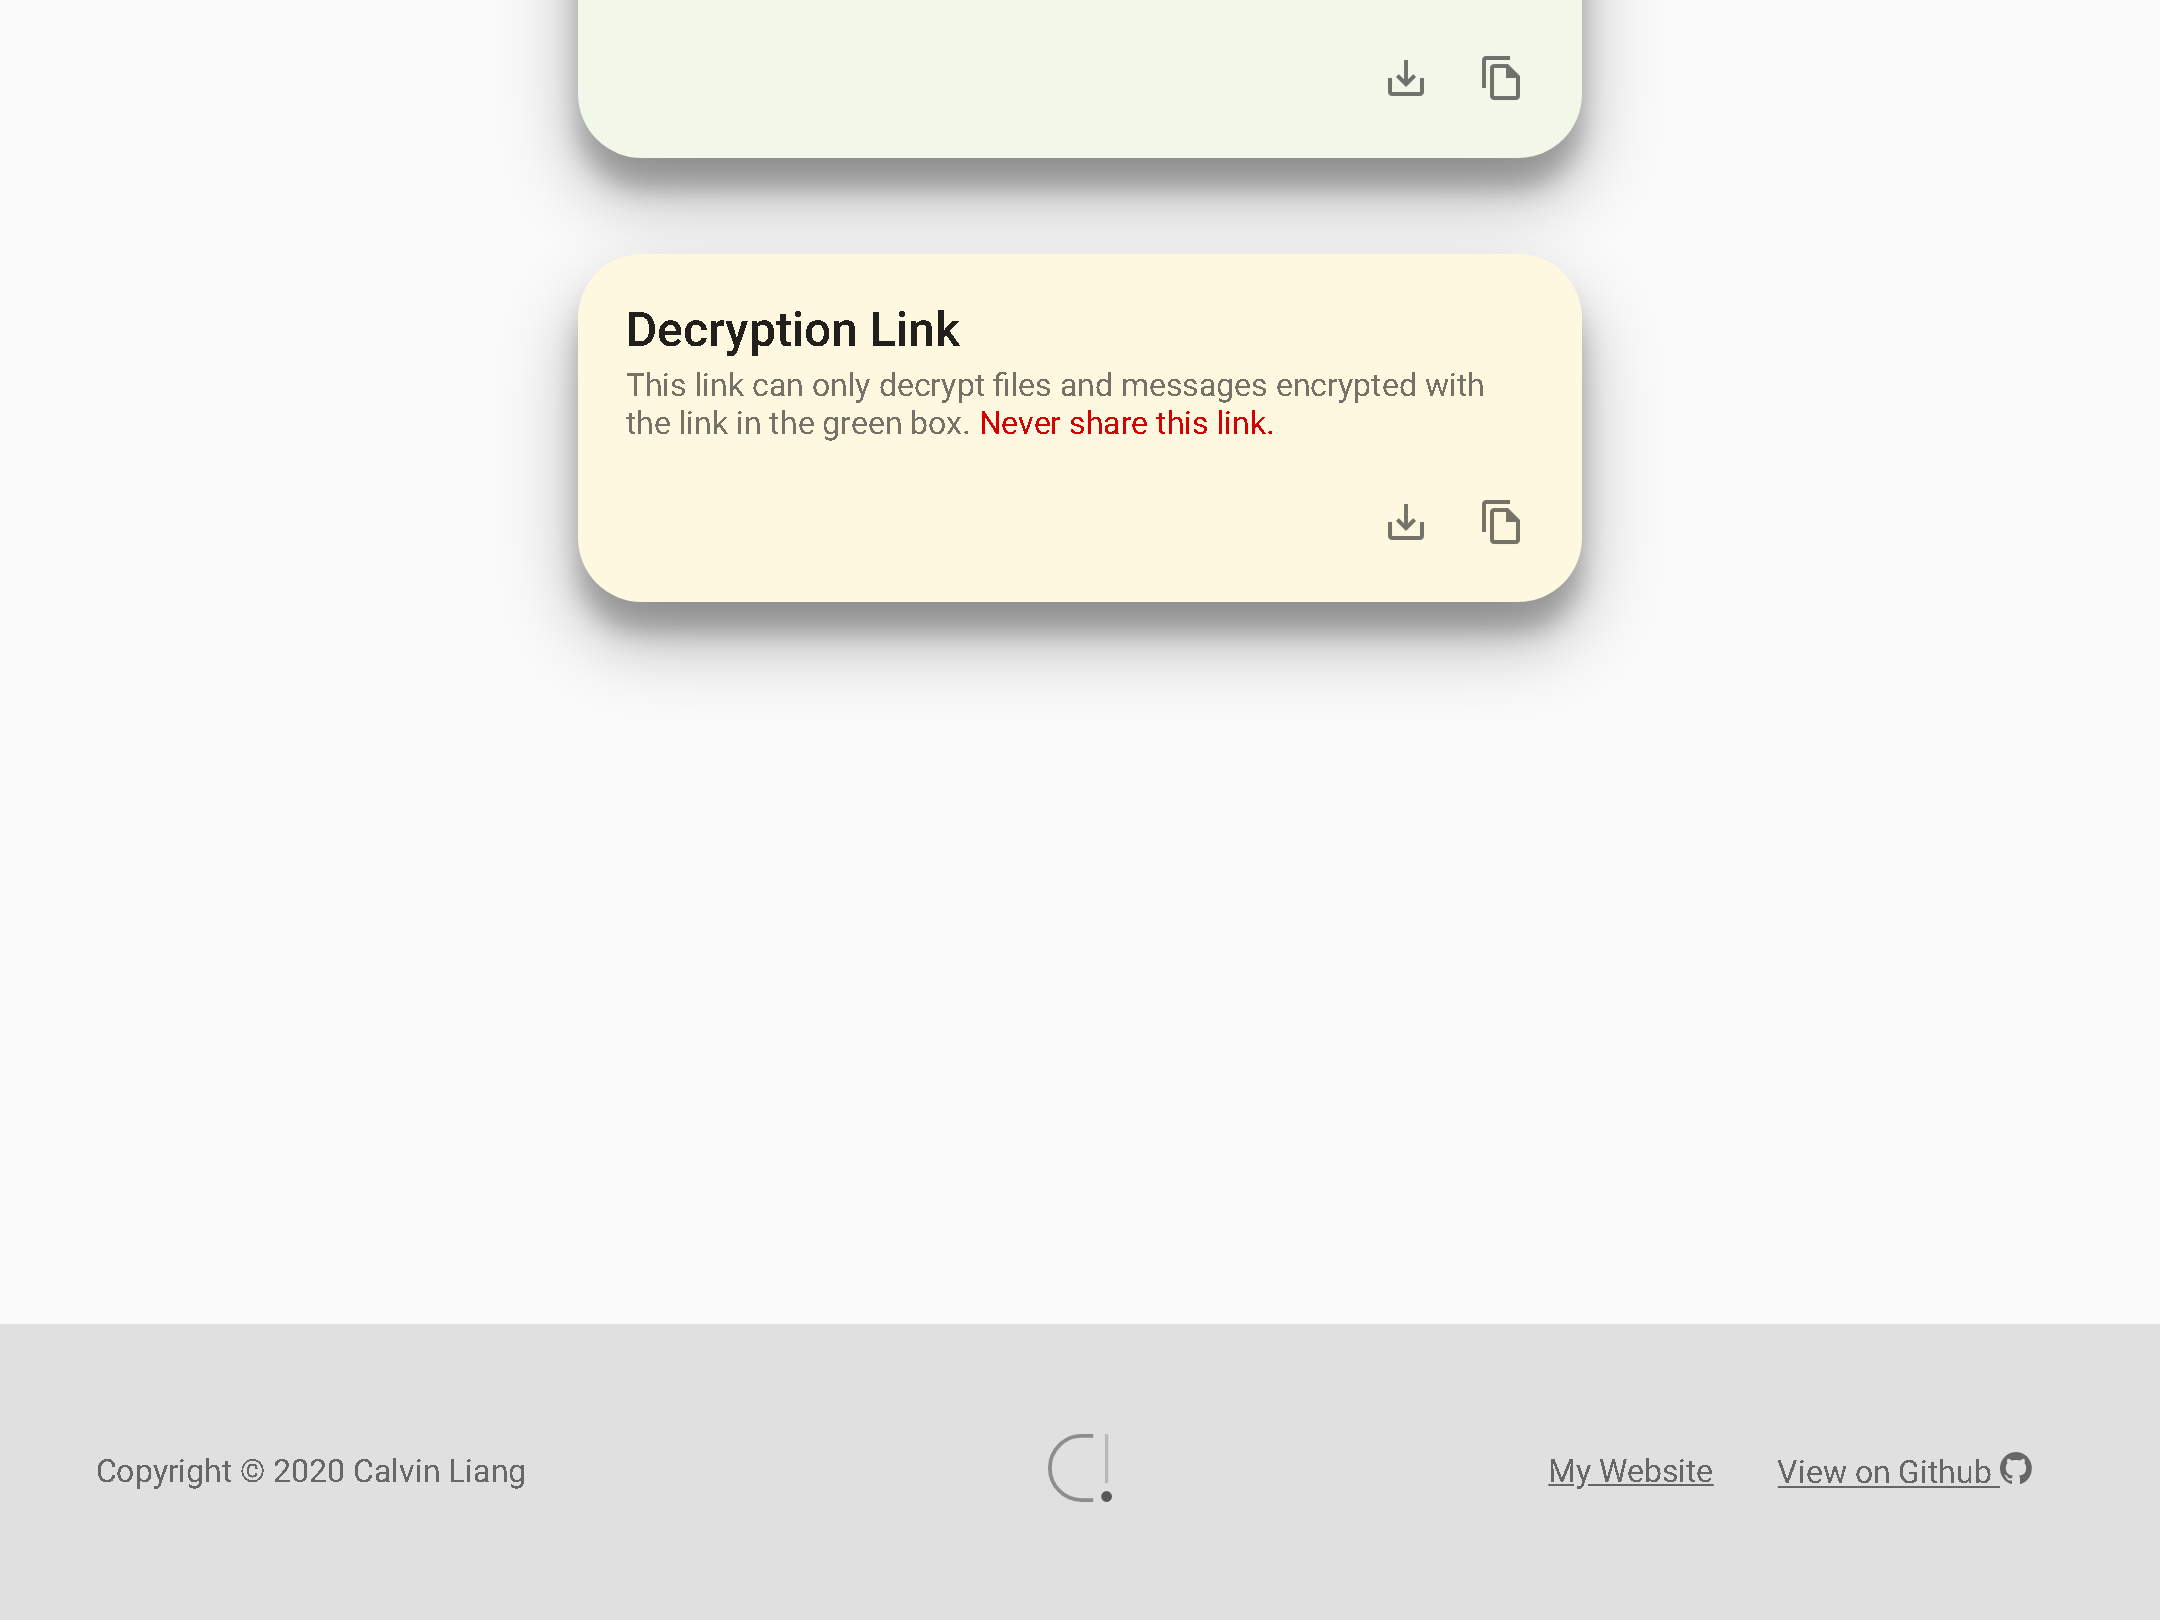 Decryption Link
This link can only decrypt files and messages encrypted with
the link in the green box. Never share this link.
Copyright © 2020 Calvin Liang
My Website
View on Github